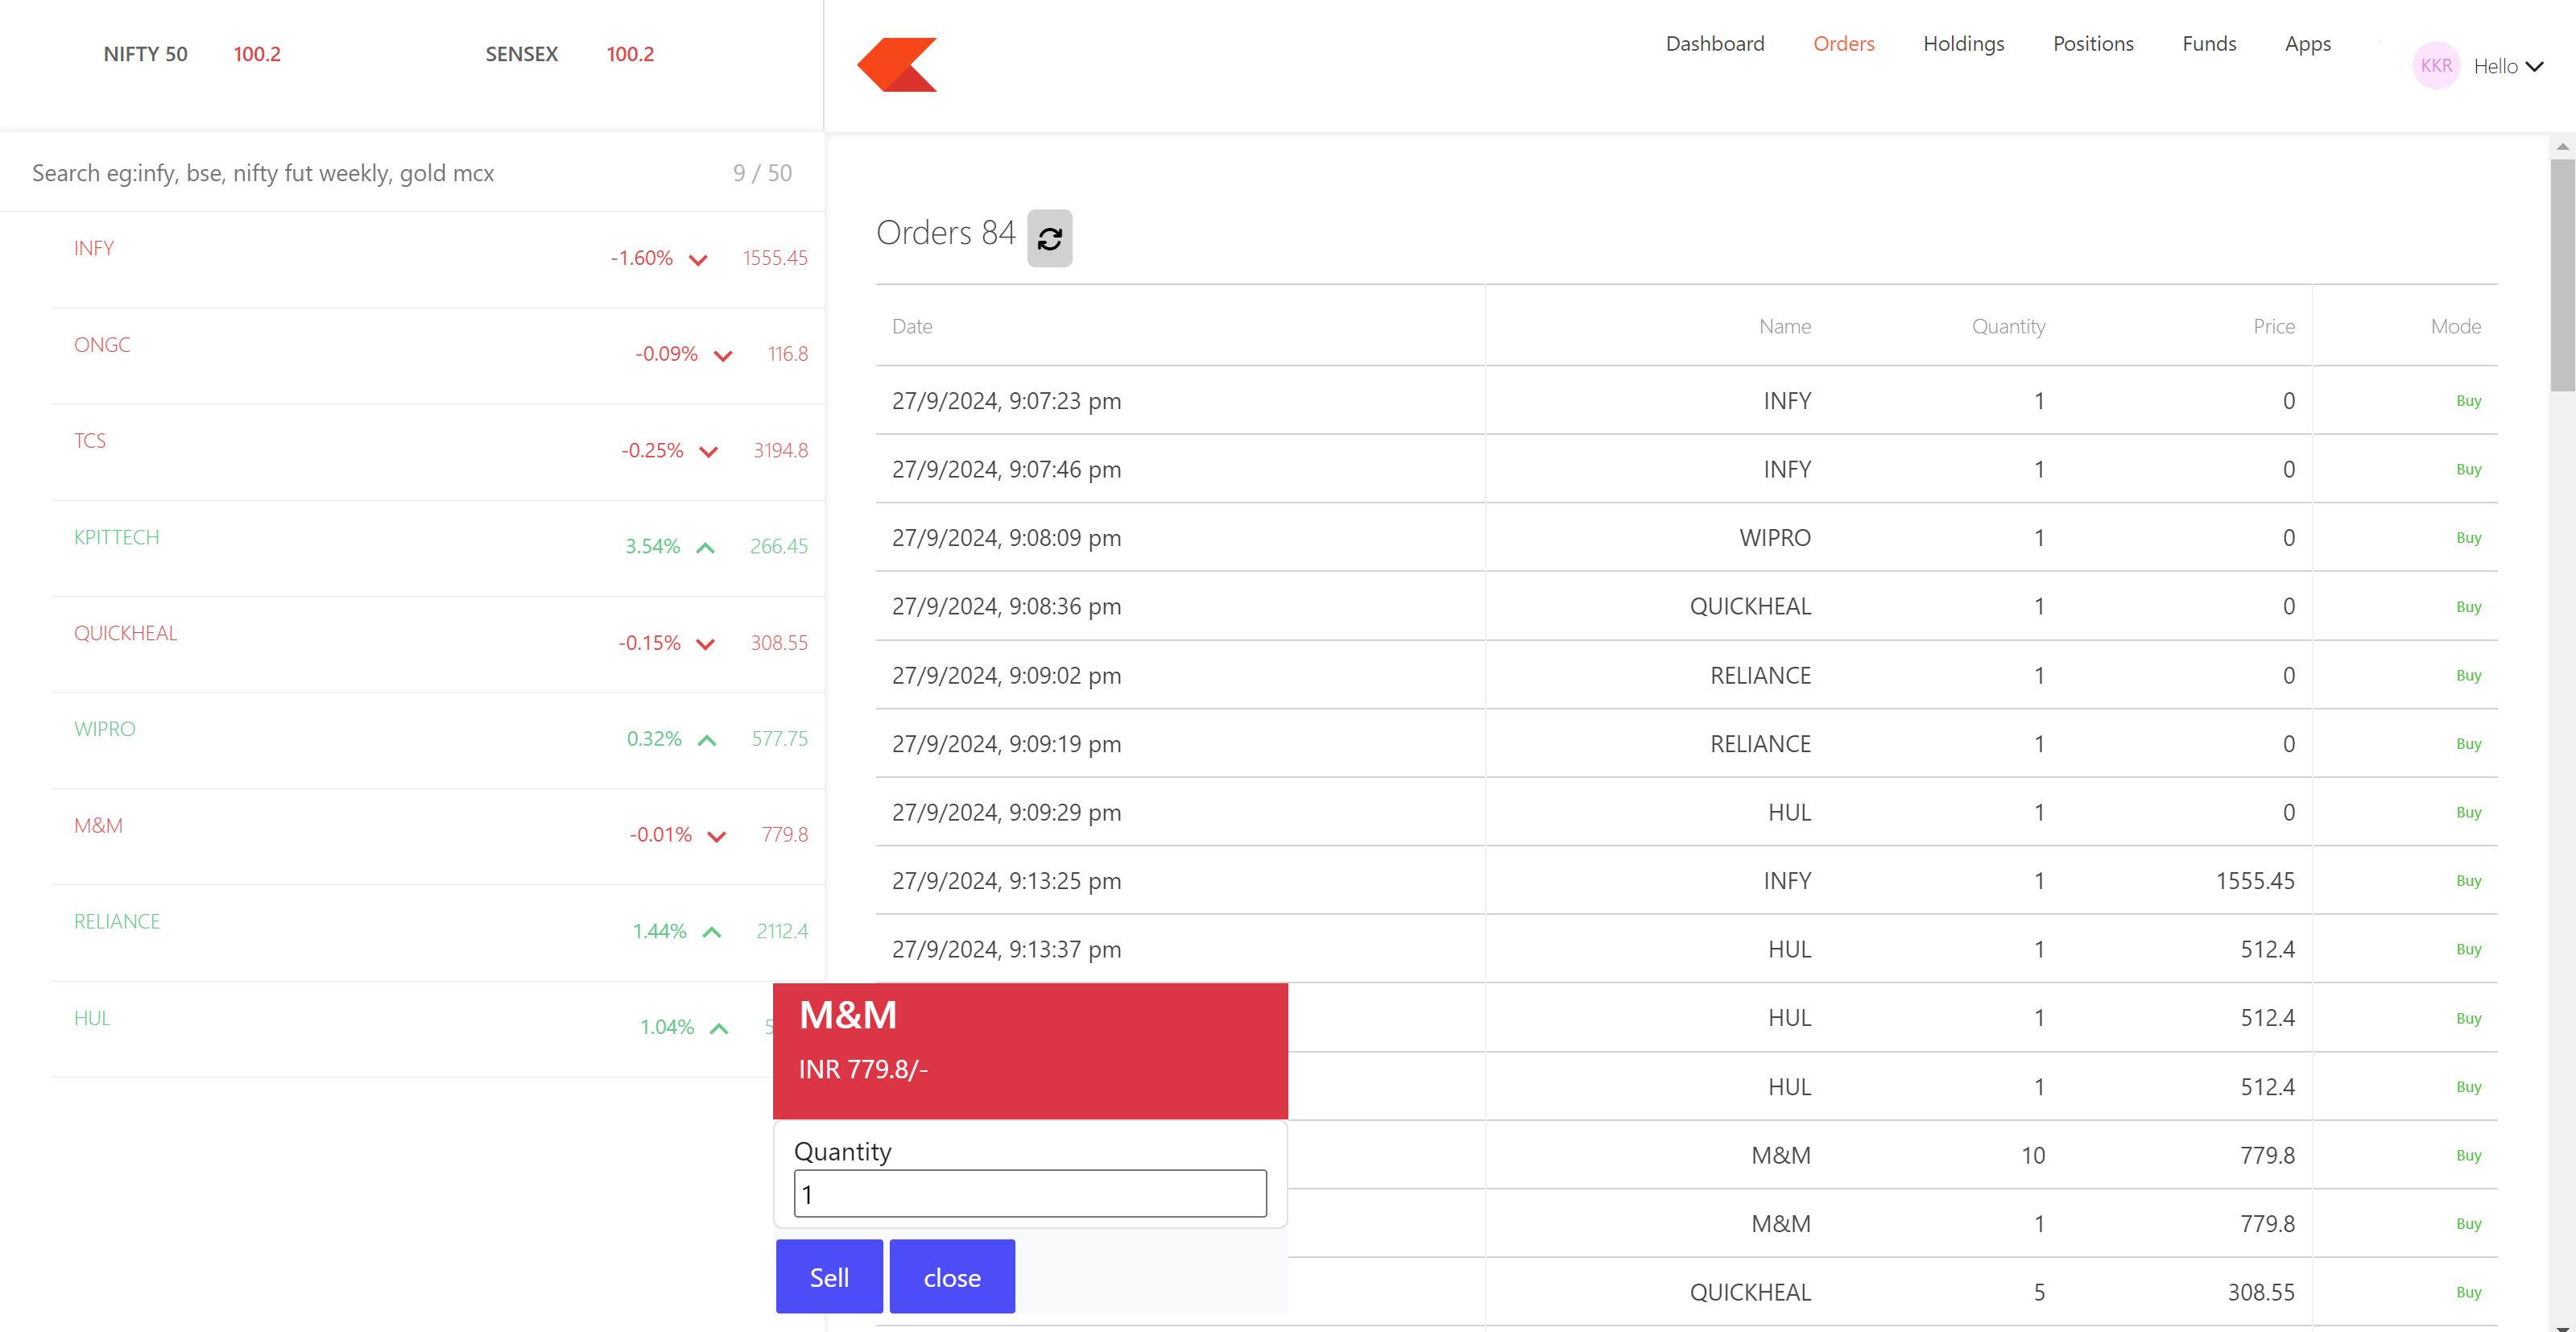 NIFTY 50 100.2 SENSEX 100.2
Dashboard Orders Holdings Positions Funds Apps
KKR Hello
Search eg:infy, bse, nifty fut weekly, gold mcx 9 / 50
INFY -1.60% 1555.45
ONGC -0.09% 116.8
TCS -0.25% 3194.8
KPITTECH 3.54% 266.45
QUICKHEAL -0.15% 308.55
WIPRO 0.32% 577.75
M&M -0.01% 779.8
RELIANCE 1.44% 2112.4
HUL 1.04% 5
Orders 84
Date Name Quantity Price Mode
27/9/2024, 9:07:23 pm INFY 1 0 Buy
27/9/2024, 9:07:46 pm INFY 1 0 Buy
27/9/2024, 9:08:09 pm WIPRO 1 0 Buy
27/9/2024, 9:08:36 pm QUICKHEAL 1 0 Buy
27/9/2024, 9:09:02 pm RELIANCE 1 0 Buy
27/9/2024, 9:09:19 pm RELIANCE 1 0 Buy
27/9/2024, 9:09:29 pm HUL 1 0 Buy
27/9/2024, 9:13:25 pm INFY 1 1555.45 Buy
27/9/2024, 9:13:37 pm HUL 1 512.4 Buy
HUL 1 512.4 Buy
HUL 1 512.4 Buy
M&M 10 779.8 Buy
M&M 1 779.8 Buy
QUICKHEAL 5 308.55 Buy
M&M
INR 779.8/-
Quantity
1
Sell close